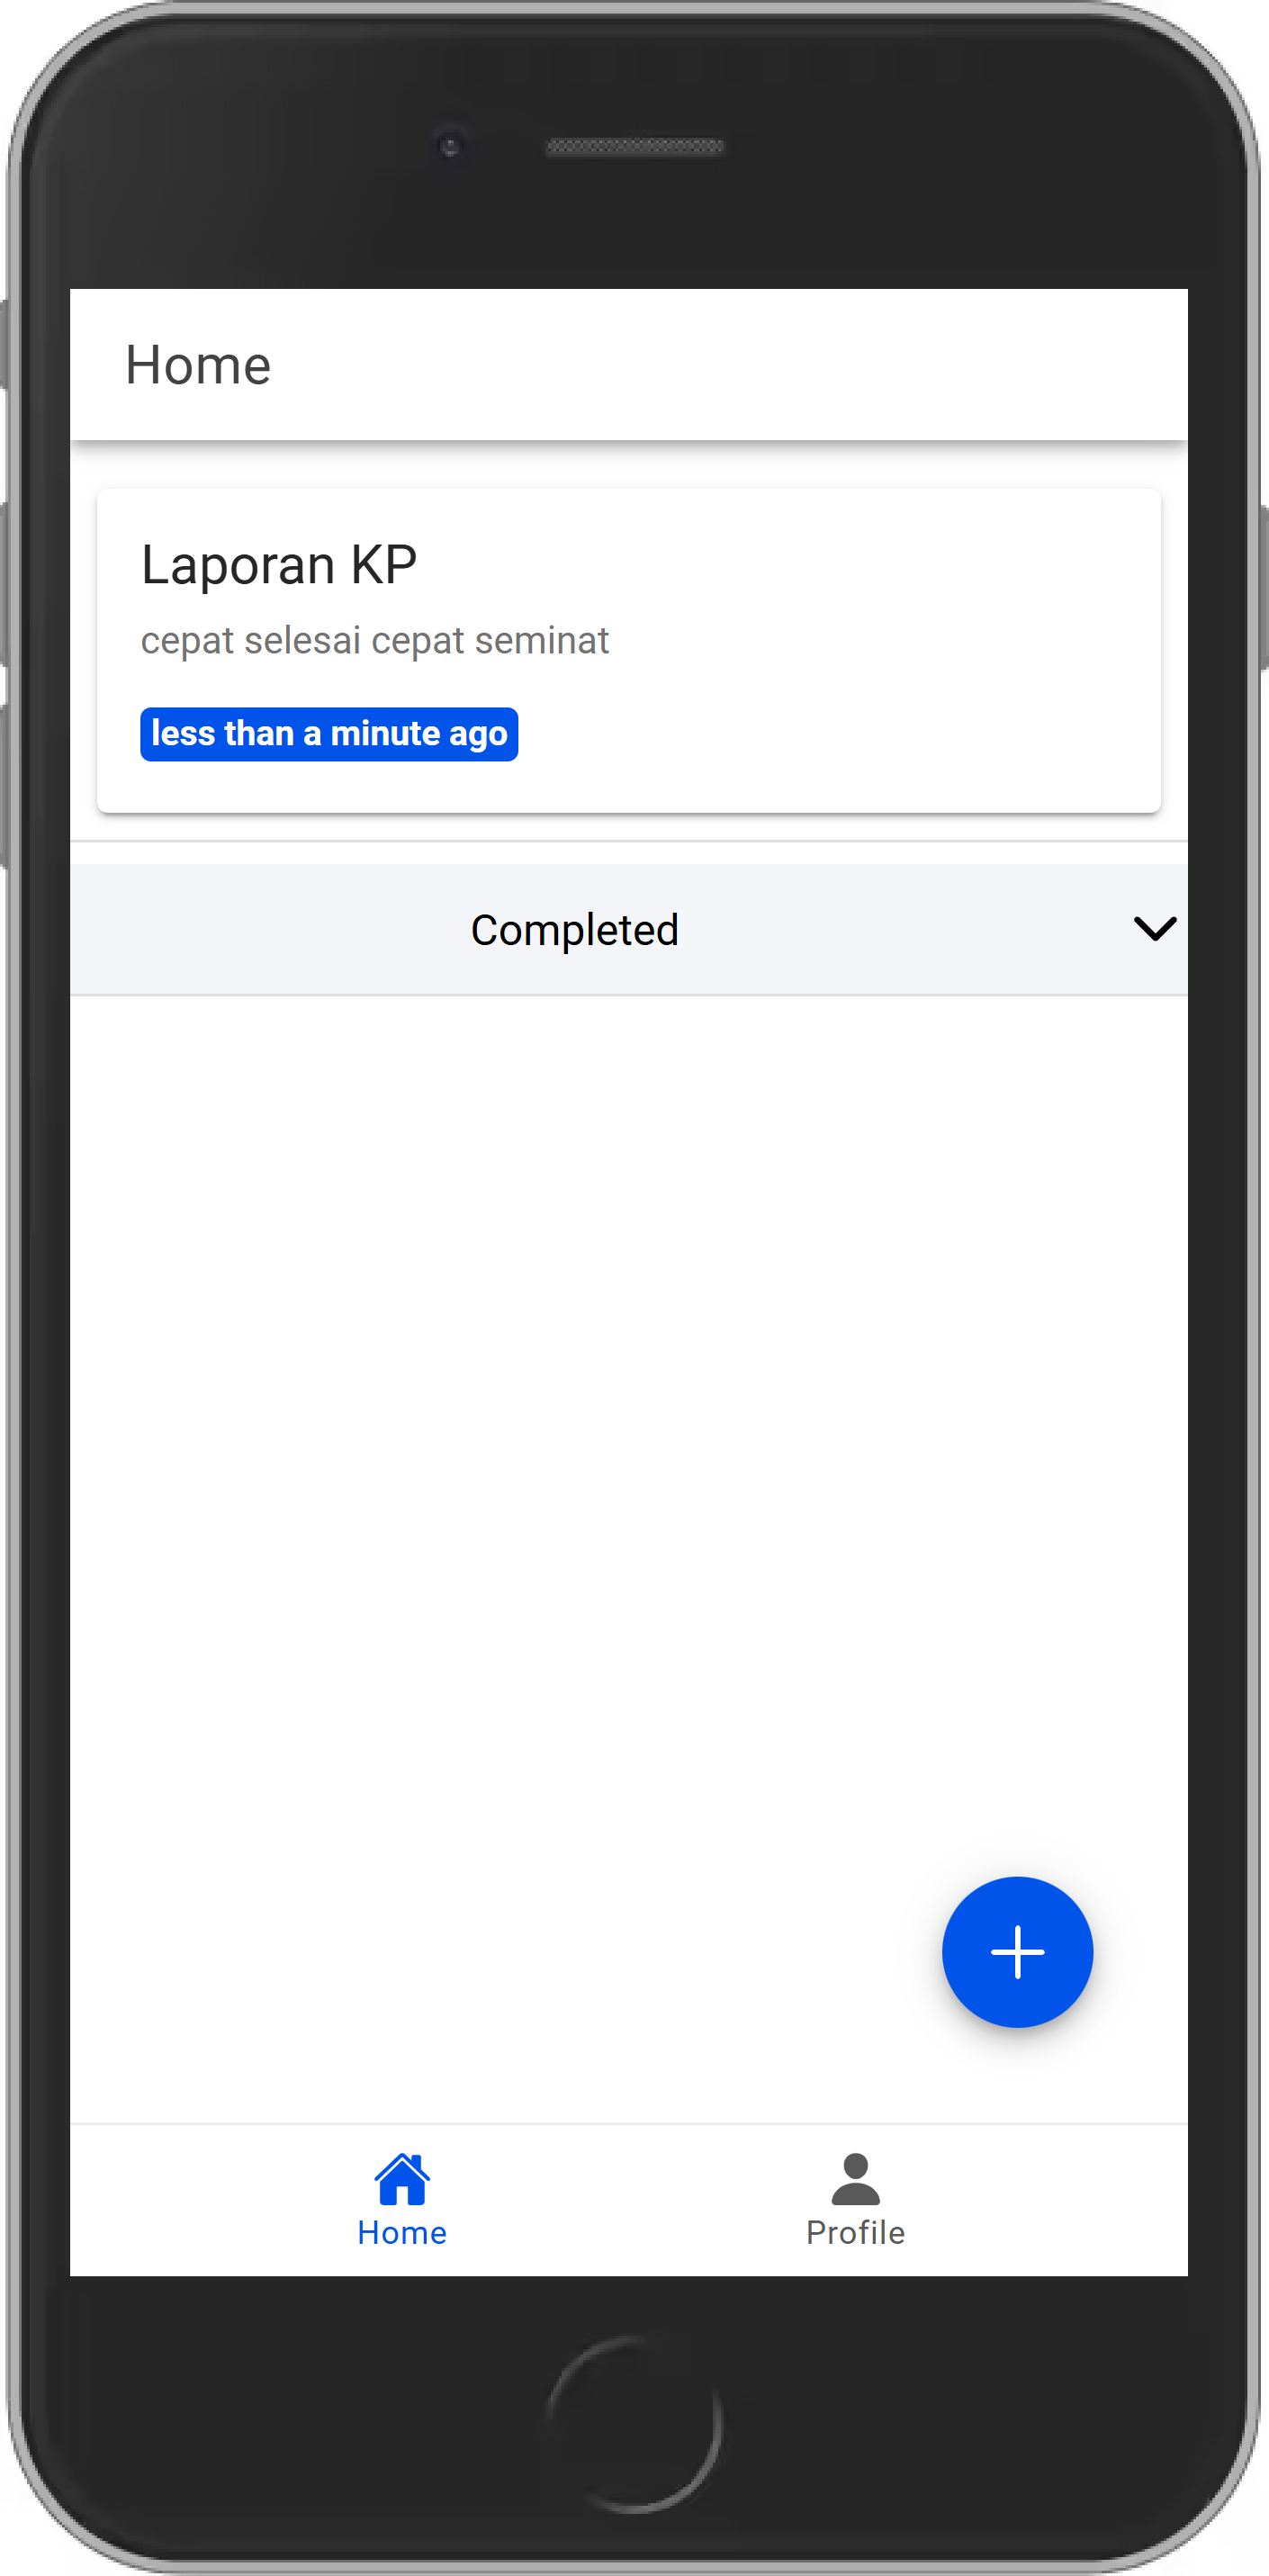 Home
Laporan KP
cepat selesai cepat seminat
less than a minute ago
Completed
Home
Profile